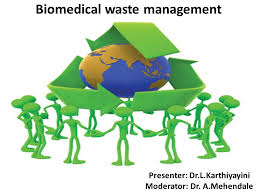 Biomedical waste management
Presenter: Dr.L.Karthiyayini
Moderator: Dr. A.Mehendale